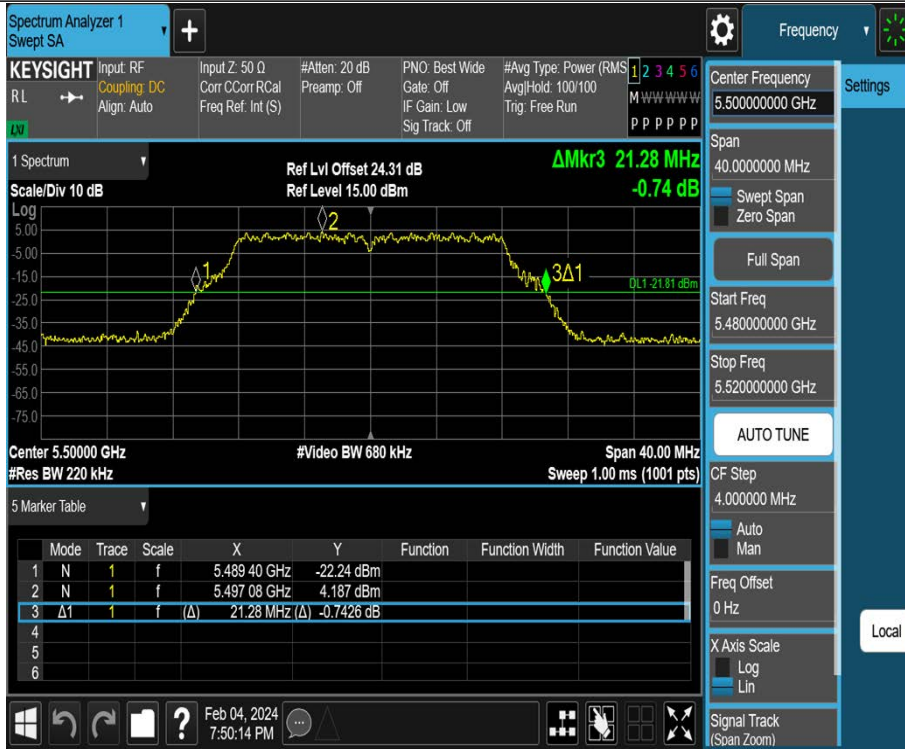 Spectrum Analyzer 1
Swept SA
+
Frequency
KEYSIGHT
RL
LXI
Input: RF
Coupling: DC
Align: Auto
Input Z: 50 Ω
Corr CCorr RCal
Freq Ref: Int (S)
#Atten: 20 dB
Preamp: Off
PNO: Best Wide
Gate: Off
IF Gain: Low
Sig Track: Off
#Avg Type: Power (RMS
Avg|Hold: 100/100
Trig: Free Run
1 2 3 4 5 6
M W W W W W
P P P P P P
1 Spectrum
Scale/Div 10 dB
Ref Lvl Offset 24.31 dB
Ref Level 15.00 dBm
ΔMkr3 21.28 MHz
-0.74 dB
Log
5.00
-5.00
-15.0
-25.0
-35.0
-45.0
-55.0
-65.0
-75.0
1
2
3Δ1
DL1 -21.81 dBm
Center 5.50000 GHz
#Res BW 220 kHz
#Video BW 680 kHz
Span 40.00 MHz
Sweep 1.00 ms (1001 pts)
5 Marker Table
Mode Trace Scale X Y Function Function Width Function Value
1 N 1 f 5.489 40 GHz -22.24 dBm
2 N 1 f 5.497 08 GHz 4.187 dBm
3 Δ1 1 f (Δ) 21.28 MHz (Δ) -0.7426 dB
4
5
6
?
Feb 04, 2024
7:50:14 PM
Center Frequency
5.500000000 GHz
Span
40.0000000 MHz
Swept Span
Zero Span
Full Span
Start Freq
5.480000000 GHz
Stop Freq
5.520000000 GHz
AUTO TUNE
CF Step
4.000000 MHz
Auto
Man
Freq Offset
0 Hz
X Axis Scale
Log
Lin
Signal Track
(Span Zoom)
Settings
Local